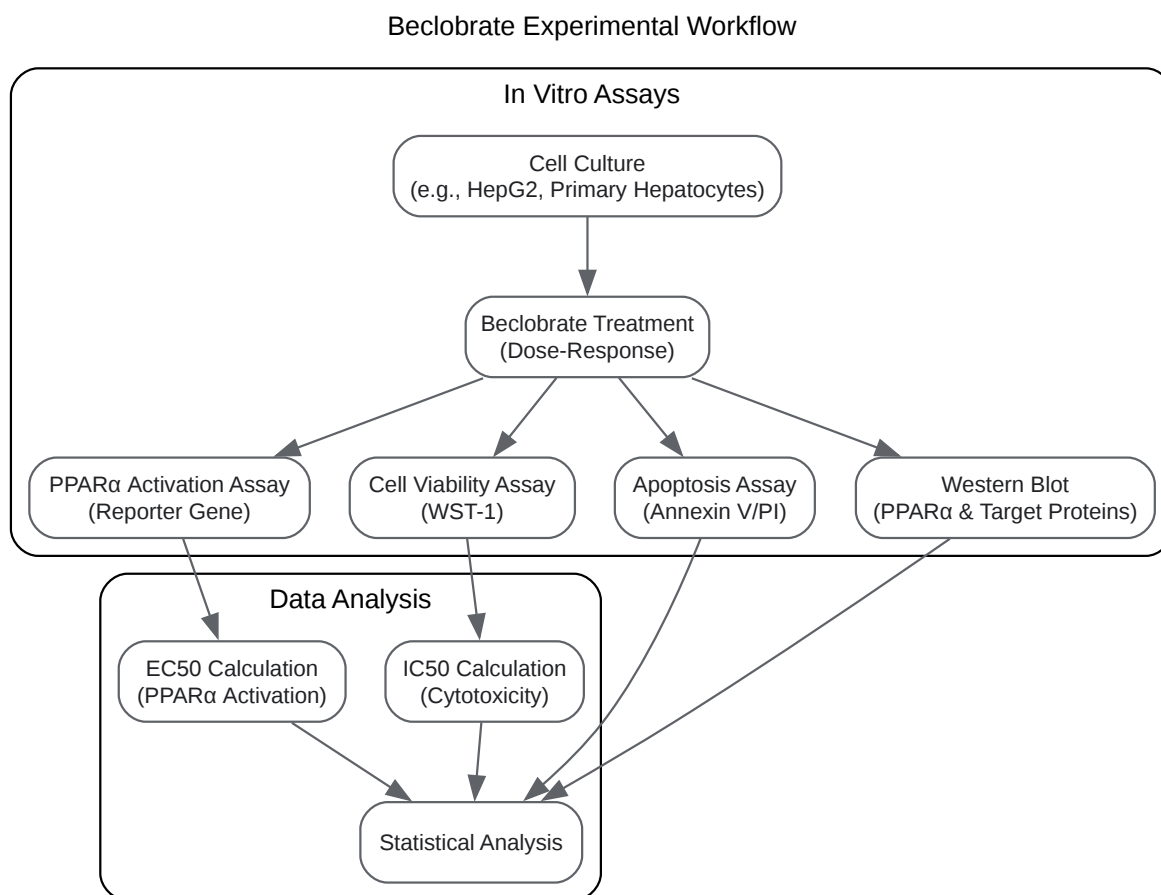 Beclobrate Experimental Workflow
In Vitro Assays
Cell Culture
(e.g., HepG2, Primary Hepatocytes)
Beclobrate Treatment
(Dose-Response)
PPARα Activation Assay
(Reporter Gene)
Cell Viability Assay
(WST-1)
Apoptosis Assay
(Annexin V/PI)
Western Blot
(PPARα & Target Proteins)
Data Analysis
EC50 Calculation
(PPARα Activation)
IC50 Calculation
(Cytotoxicity)
Statistical Analysis